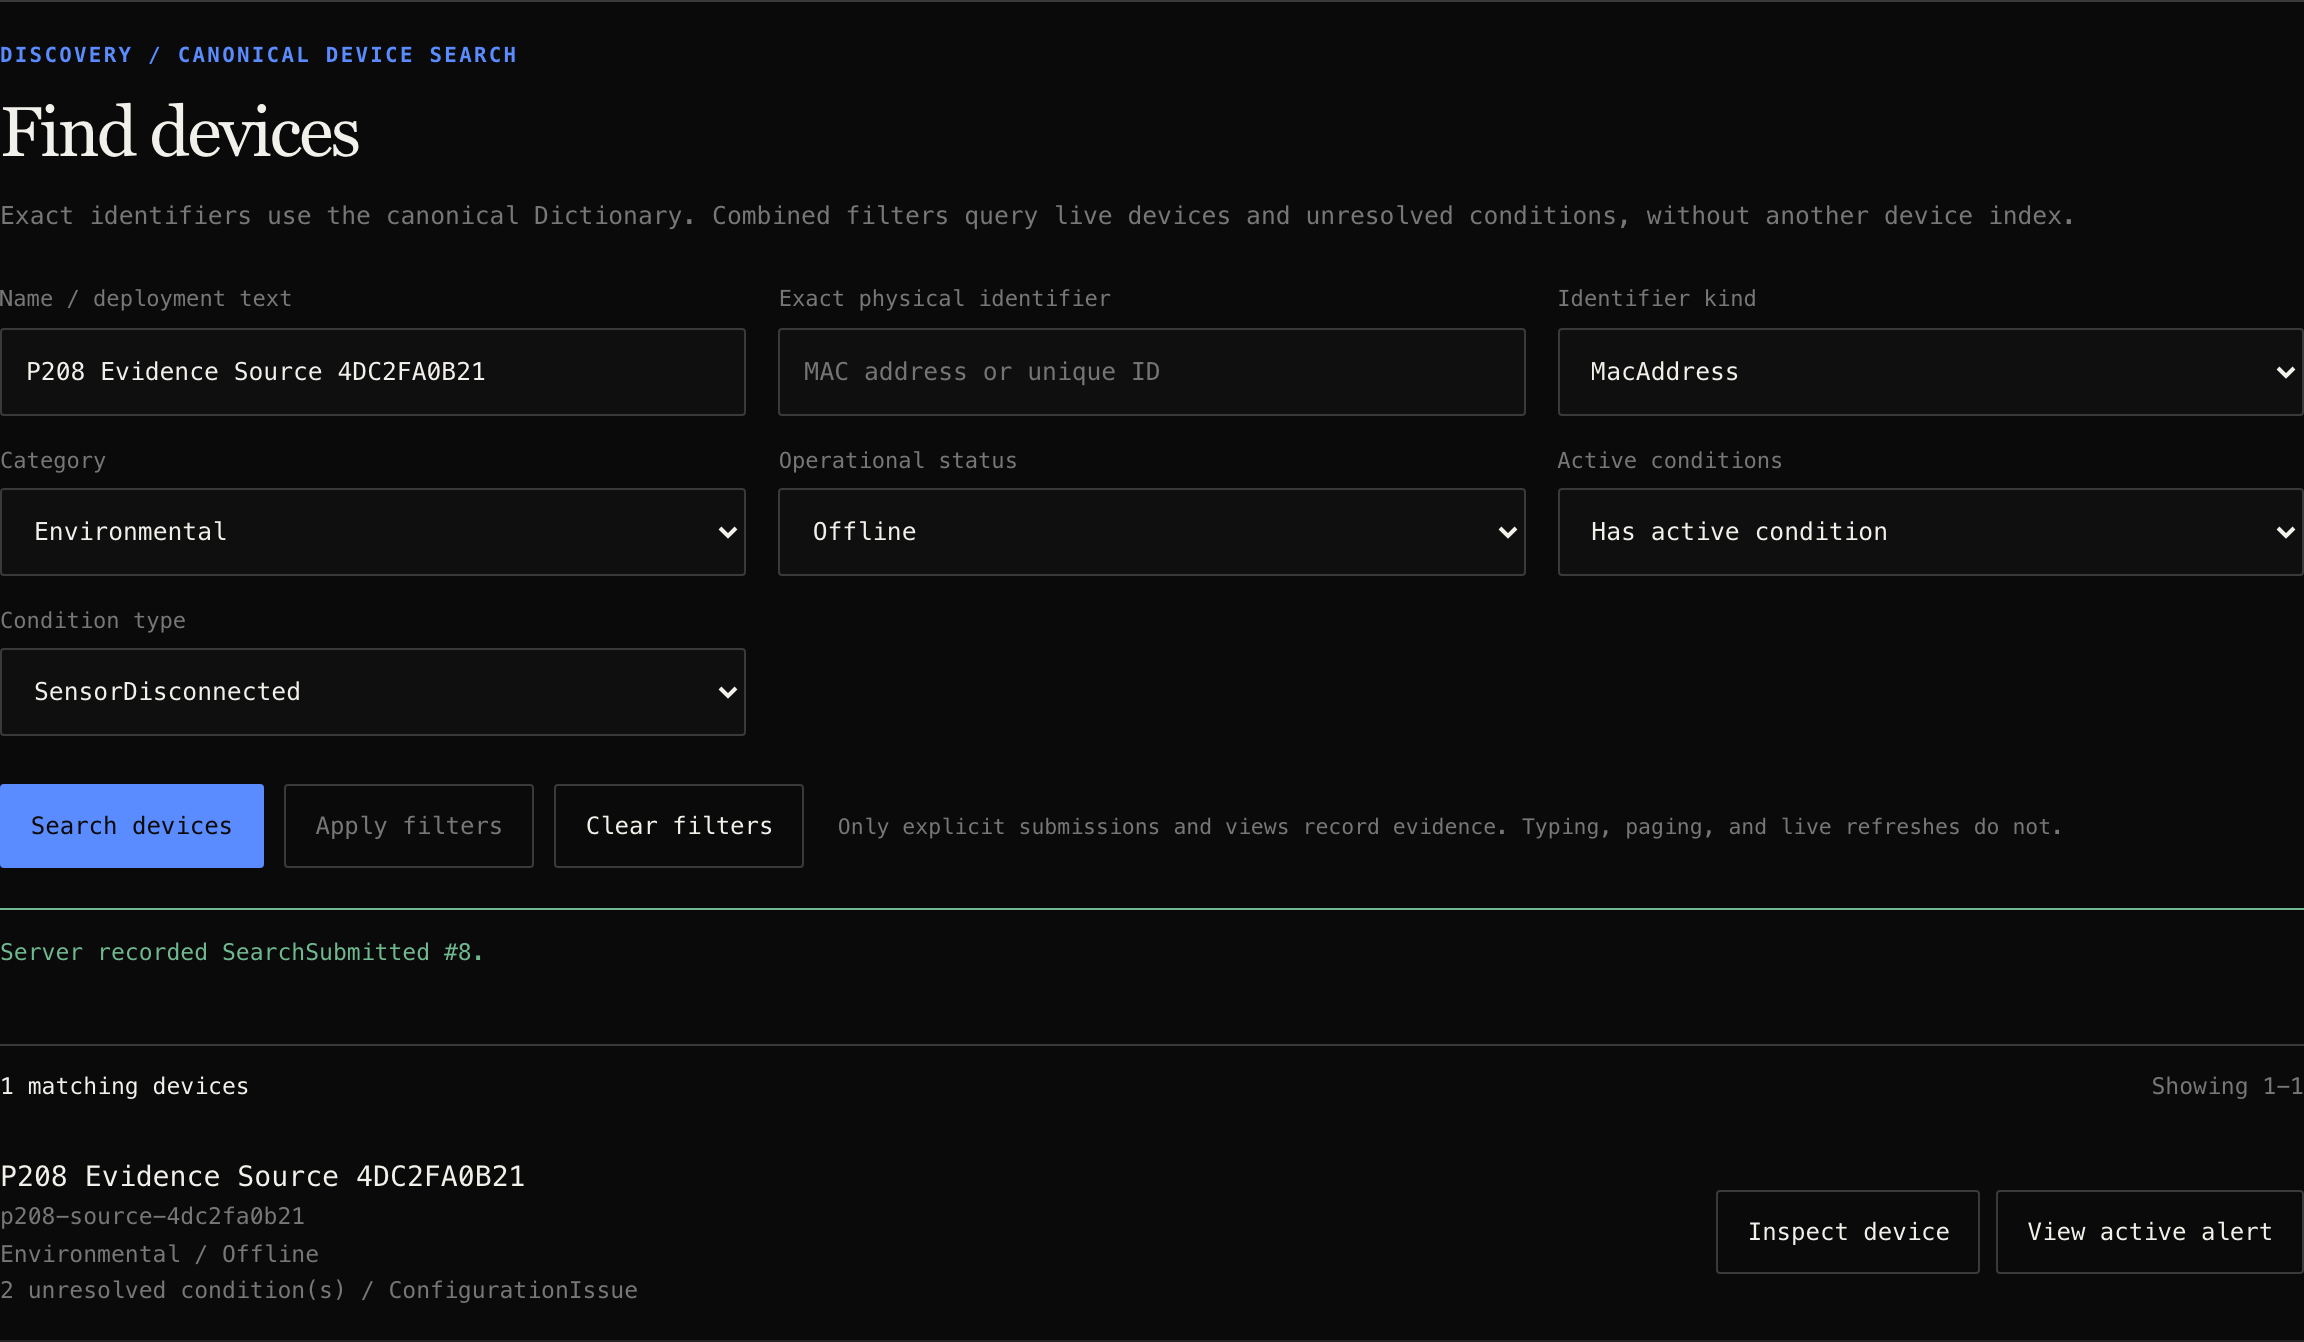 DISCOVERY / CANONICAL DEVICE SEARCH
Find devices
Exact identifiers use the canonical Dictionary. Combined filters query live devices and unresolved conditions, without another device index.
Name / deployment text
Exact physical identifier
Identifier kind
P208 Evidence Source 4DC2FA0B21
MAC address or unique ID
MacAddress
Category
Operational status
Active conditions
Environmental
Offline
Has active condition
Condition type
SensorDisconnected
Search devices
Apply filters
Clear filters
Only explicit submissions and views record evidence. Typing, paging, and live refreshes do not.
Server recorded SearchSubmitted #8.
1 matching devices
Showing 1–1
P208 Evidence Source 4DC2FA0B21
p208-source-4dc2fa0b21
Environmental / Offline
2 unresolved condition(s) / ConfigurationIssue
Inspect device
View active alert